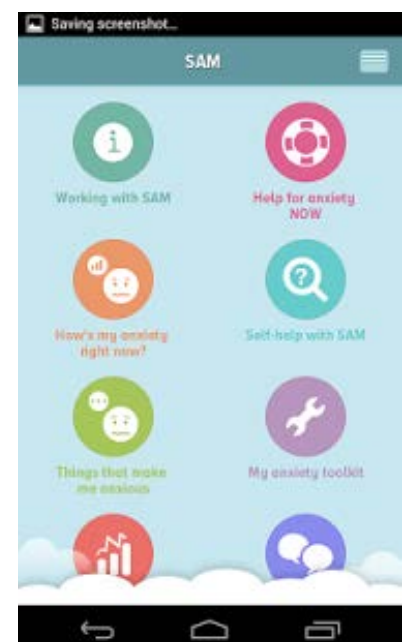 Saving screenshot...
SAM
Working with SAM
Help for anxiety
NOW
How's my anxiety
right now?
Self-help with SAM
Things that make
me anxious
My anxiety toolkit